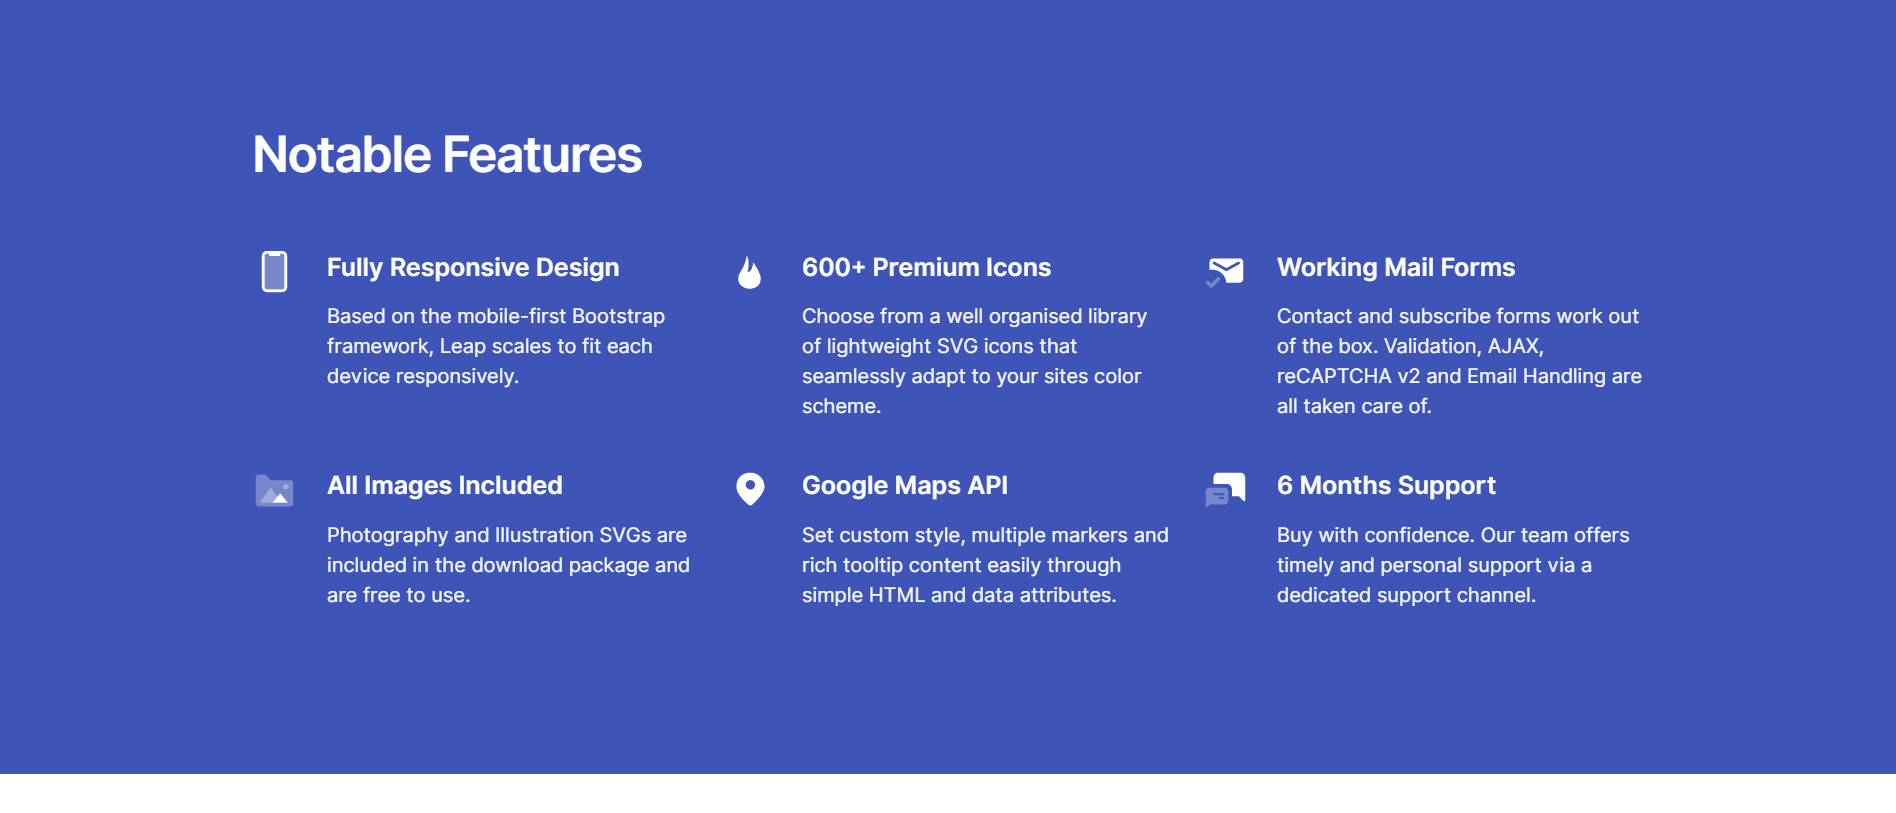 Notable Features
Fully Responsive Design
Based on the mobile-first Bootstrap
framework, Leap scales to fit each
device responsively.
600+ Premium Icons
Choose from a well organised library
of lightweight SVG icons that
seamlessly adapt to your sites color
scheme.
Working Mail Forms
Contact and subscribe forms work out
of the box. Validation, AJAX,
reCAPTCHA v2 and Email Handling are
all taken care of.
All Images Included
Photography and Illustration SVGs are
included in the download package and
are free to use.
Google Maps API
Set custom style, multiple markers and
rich tooltip content easily through
simple HTML and data attributes.
6 Months Support
Buy with confidence. Our team offers
timely and personal support via a
dedicated support channel.